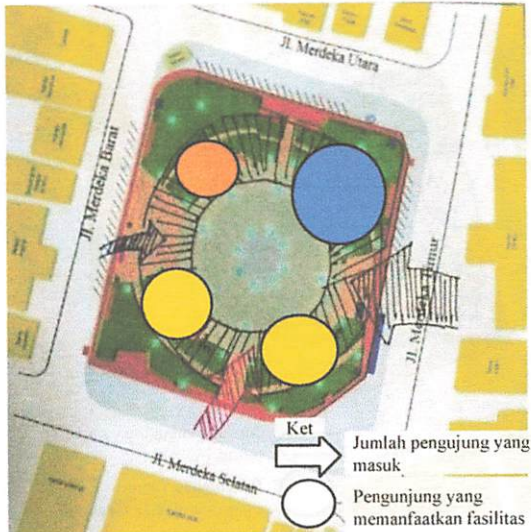 Jl. Merdeka Utara
Jl. Merdeka Barat
Jl. Merdeka Timur
Jl. Merdeka Selatan
Ket
Jumlah pengujung yang
masuk
Pengunjung yang
memanfaatkan fasilitas